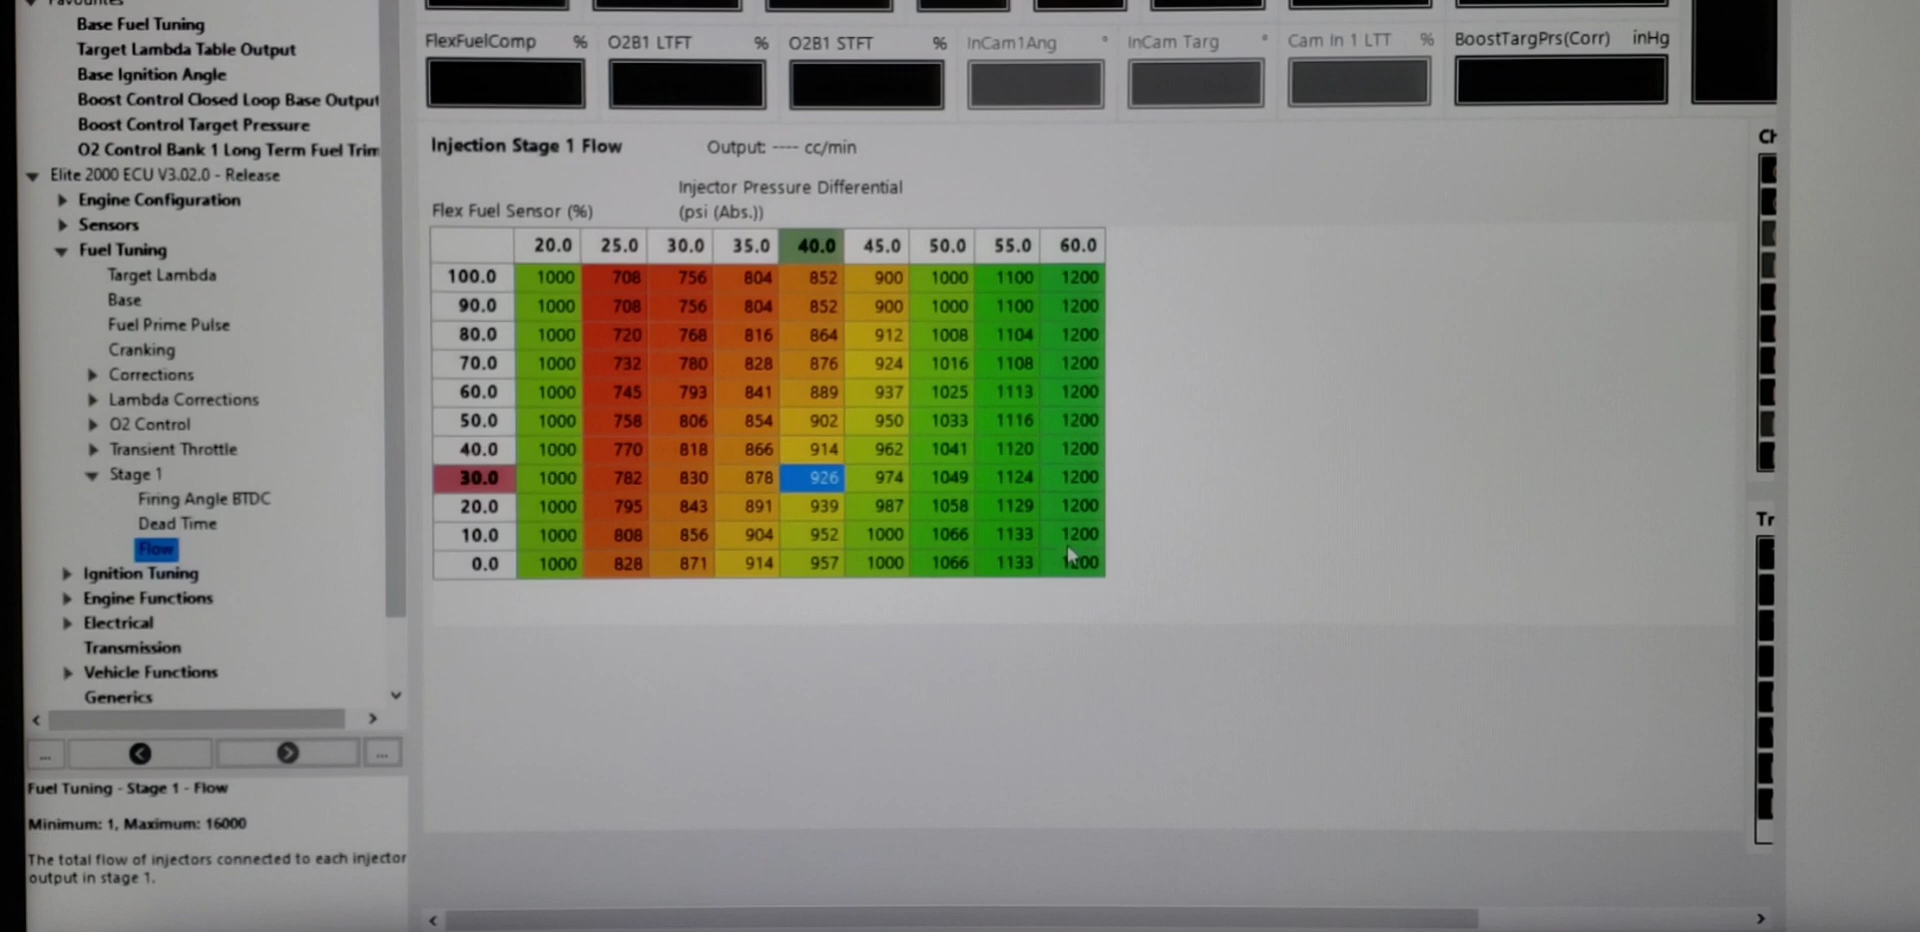 Favourites
Base Fuel Tuning
Target Lambda Table Output
Base Ignition Angle
Boost Control Closed Loop Base Output
Boost Control Target Pressure
O2 Control Bank 1 Long Term Fuel Trim
Elite 2000 ECU V3.02.0 - Release
Engine Configuration
Sensors
Fuel Tuning
Target Lambda
Base
Fuel Prime Pulse
Cranking
Corrections
Lambda Corrections
O2 Control
Transient Throttle
Stage 1
Firing Angle BTDC
Dead Time
Flow
Ignition Tuning
Engine Functions
Electrical
Transmission
Vehicle Functions
Generics
... ...
Fuel Tuning - Stage 1 - Flow
Minimum: 1, Maximum: 16000
The total flow of injectors connected to each injector
output in stage 1.
FlexFuelComp % O2B1 LTFT % O2B1 STFT % InCam1Ang ° InCam Targ ° Cam In 1 LTT % BoostTargPrs(Corr) inHg
Injection Stage 1 Flow Output: ---- cc/min
Injector Pressure Differential
Flex Fuel Sensor (%) (psi (Abs.))
20.0 25.0 30.0 35.0 40.0 45.0 50.0 55.0 60.0
100.0 1000 708 756 804 852 900 1000 1100 1200
90.0 1000 708 756 804 852 900 1000 1100 1200
80.0 1000 720 768 816 864 912 1008 1104 1200
70.0 1000 732 780 828 876 924 1016 1108 1200
60.0 1000 745 793 841 889 937 1025 1113 1200
50.0 1000 758 806 854 902 950 1033 1116 1200
40.0 1000 770 818 866 914 962 1041 1120 1200
30.0 1000 782 830 878 926 974 1049 1124 1200
20.0 1000 795 843 891 939 987 1058 1129 1200
10.0 1000 808 856 904 952 1000 1066 1133 1200
0.0 1000 828 871 914 957 1000 1066 1133 1200
Ch
Tr